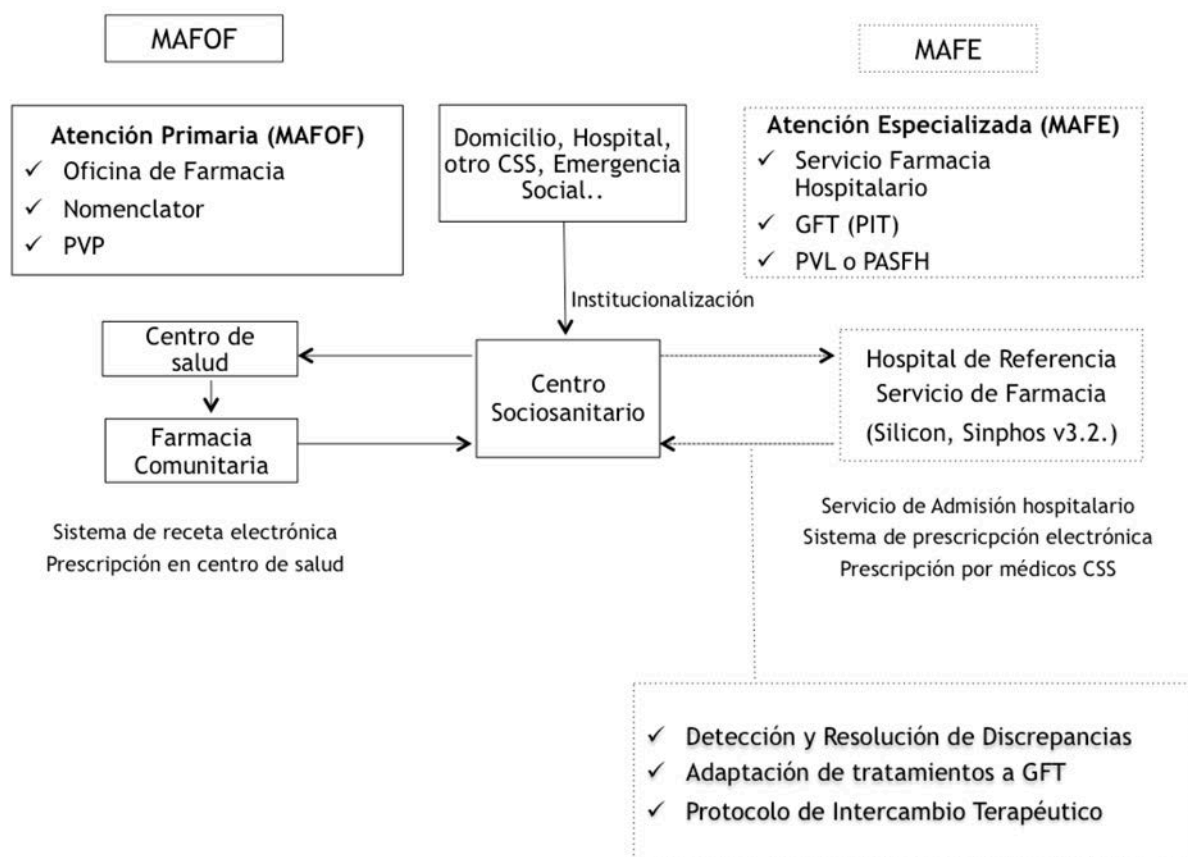 MAFOF
MAFE
Atención Primaria (MAFOF)
✓ Oficina de Farmacia
✓ Nomenclator
✓ PVP
Domicilio, Hospital,
otro CSS, Emergencia
Social..
Atención Especializada (MAFE)
✓ Servicio Farmacia
Hospitalario
✓ GFT (PIT)
✓ PVL o PASFH
Institucionalización
Centro de
salud
Farmacia
Comunitaria
Centro
Sociosanitario
Hospital de Referencia
Servicio de Farmacia
(Silicon, Sinphos v3.2.)
Sistema de receta electrónica
Prescripción en centro de salud
Servicio de Admisión hospitalario
Sistema de prescricpción electrónica
Prescripción por médicos CSS
✓ Detección y Resolución de Discrepancias
✓ Adaptación de tratamientos a GFT
✓ Protocolo de Intercambio Terapéutico